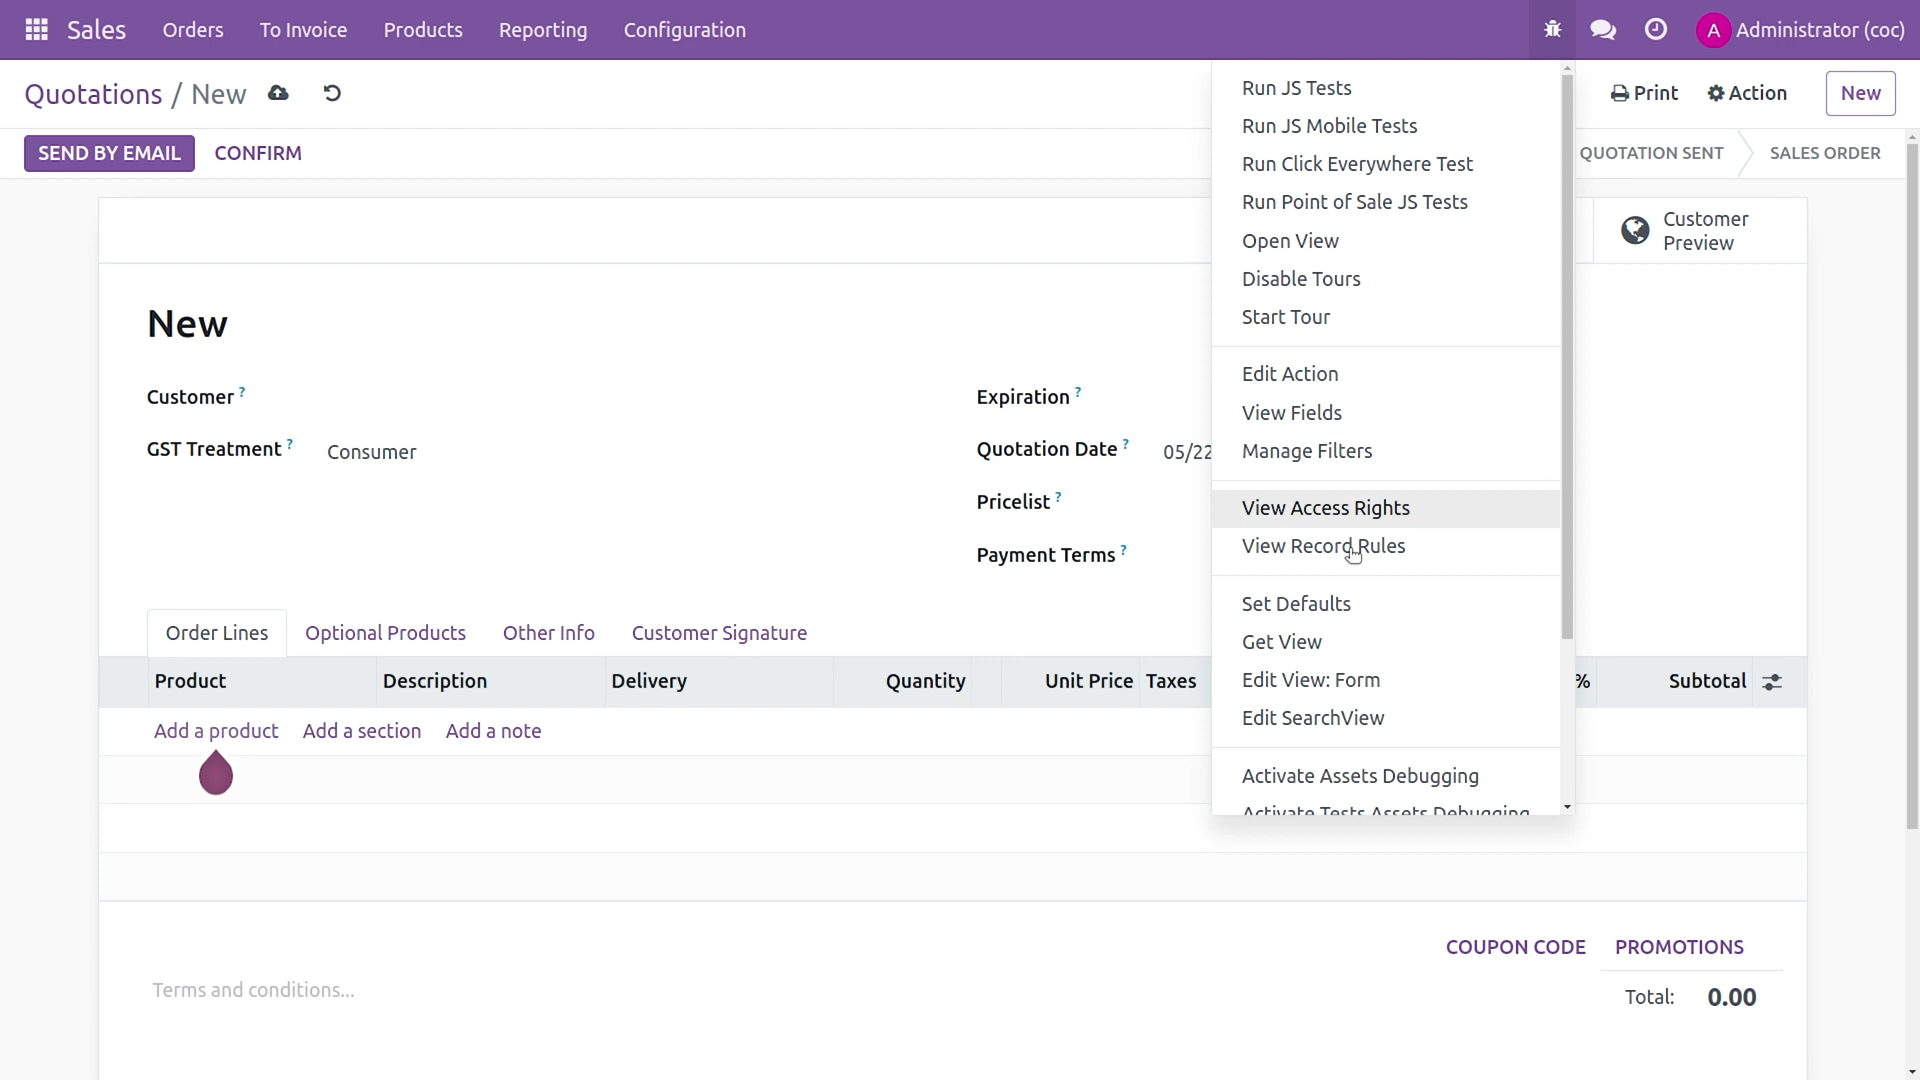 Sales Orders To Invoice Products Reporting Configuration A Administrator (coc)
Quotations / New Print Action New
SEND BY EMAIL CONFIRM QUOTATION SENT SALES ORDER
Customer
Preview
New
Customer ?
GST Treatment ? Consumer
Expiration ?
Quotation Date ? 05/22
Pricelist ?
Payment Terms ?
Run JS Tests
Run JS Mobile Tests
Run Click Everywhere Test
Run Point of Sale JS Tests
Open View
Disable Tours
Start Tour
Edit Action
View Fields
Manage Filters
View Access Rights
View Record Rules
Set Defaults
Get View
Edit View: Form
Edit SearchView
Activate Assets Debugging
Activate Tests Assets Debugging
Order Lines Optional Products Other Info Customer Signature
Product Description Delivery Quantity Unit Price Taxes % Subtotal
Add a product Add a section Add a note
COUPON CODE PROMOTIONS
Terms and conditions...
Total: 0.00